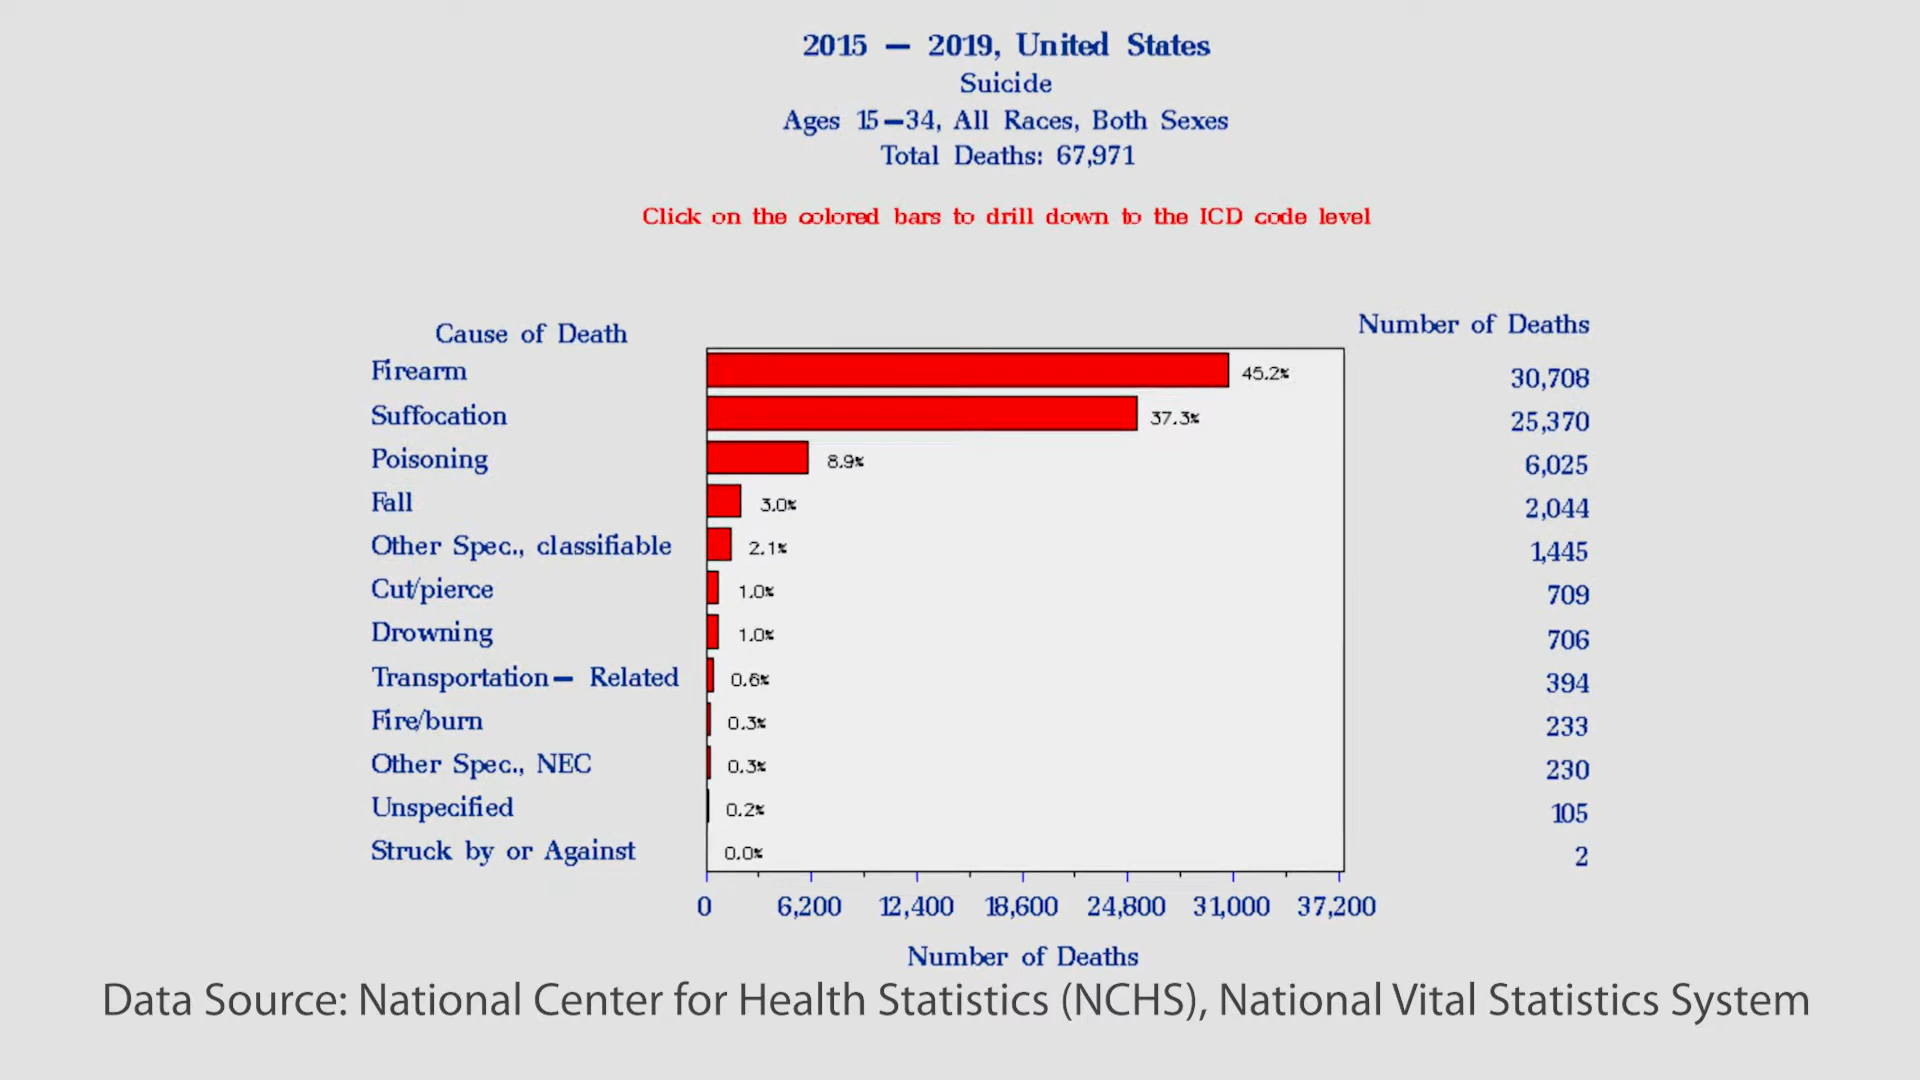 2015 — 2019, United States
Suicide
Ages 15—34, All Races, Both Sexes
Total Deaths: 67,971
Click on the colored bars to drill down to the ICD code level
Cause of Death Number of Deaths
Firearm 45.2% 30,708
Suffocation 37.3% 25,370
Poisoning 8.9% 6,025
Fall 3.0% 2,044
Other Spec., classifiable 2.1% 1,445
Cut/pierce 1.0% 709
Drowning 1.0% 706
Transportation— Related 0.6% 394
Fire/burn 0.3% 233
Other Spec., NEC 0.3% 230
Unspecified 0.2% 105
Struck by or Against 0.0% 2
0 6,200 12,400 18,600 24,800 31,000 37,200
Number of Deaths
Data Source: National Center for Health Statistics (NCHS), National Vital Statistics System